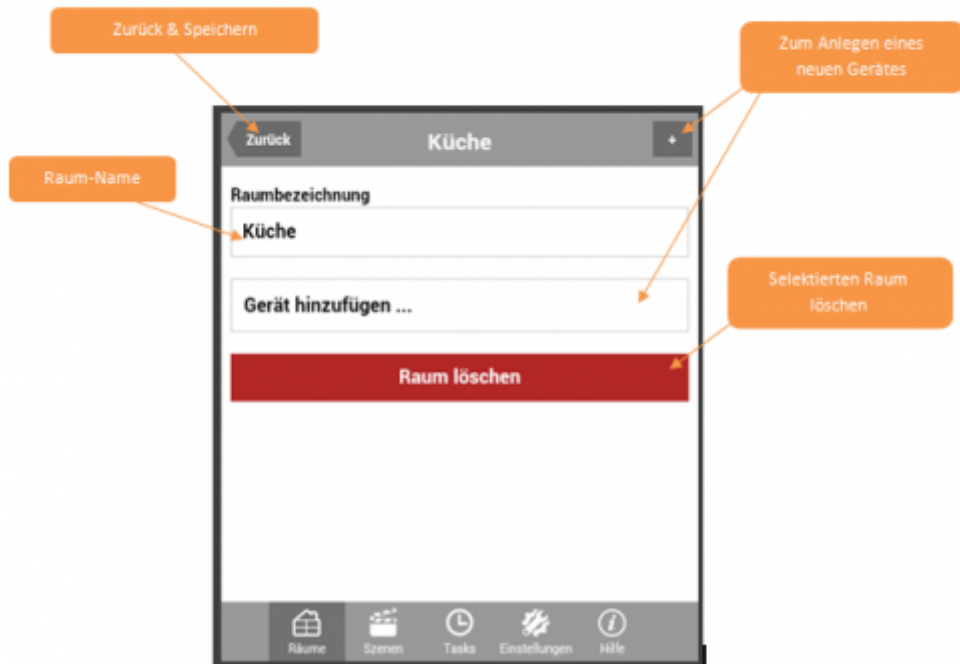 Zurück & Speichern
Zum Anlegen eines
neuen Gerätes
Zurück
Küche
+
Raum-Name
Raumbezeichnung
Küche
Selektierten Raum
löschen
Gerät hinzufügen ...
Raum löschen
Räume
Szenen
Tasks
Einstellungen
Hilfe